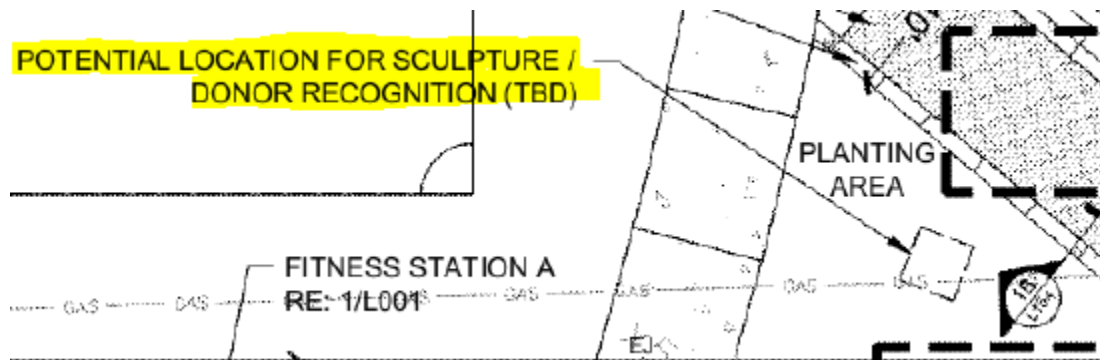 POTENTIAL LOCATION FOR SCULPTURE /
DONOR RECOGNITION (TBD)
PLANTING
AREA
FITNESS STATION A
RE: 1/L001
GAS GAS GAS GAS GAS GAS GAS
EJ